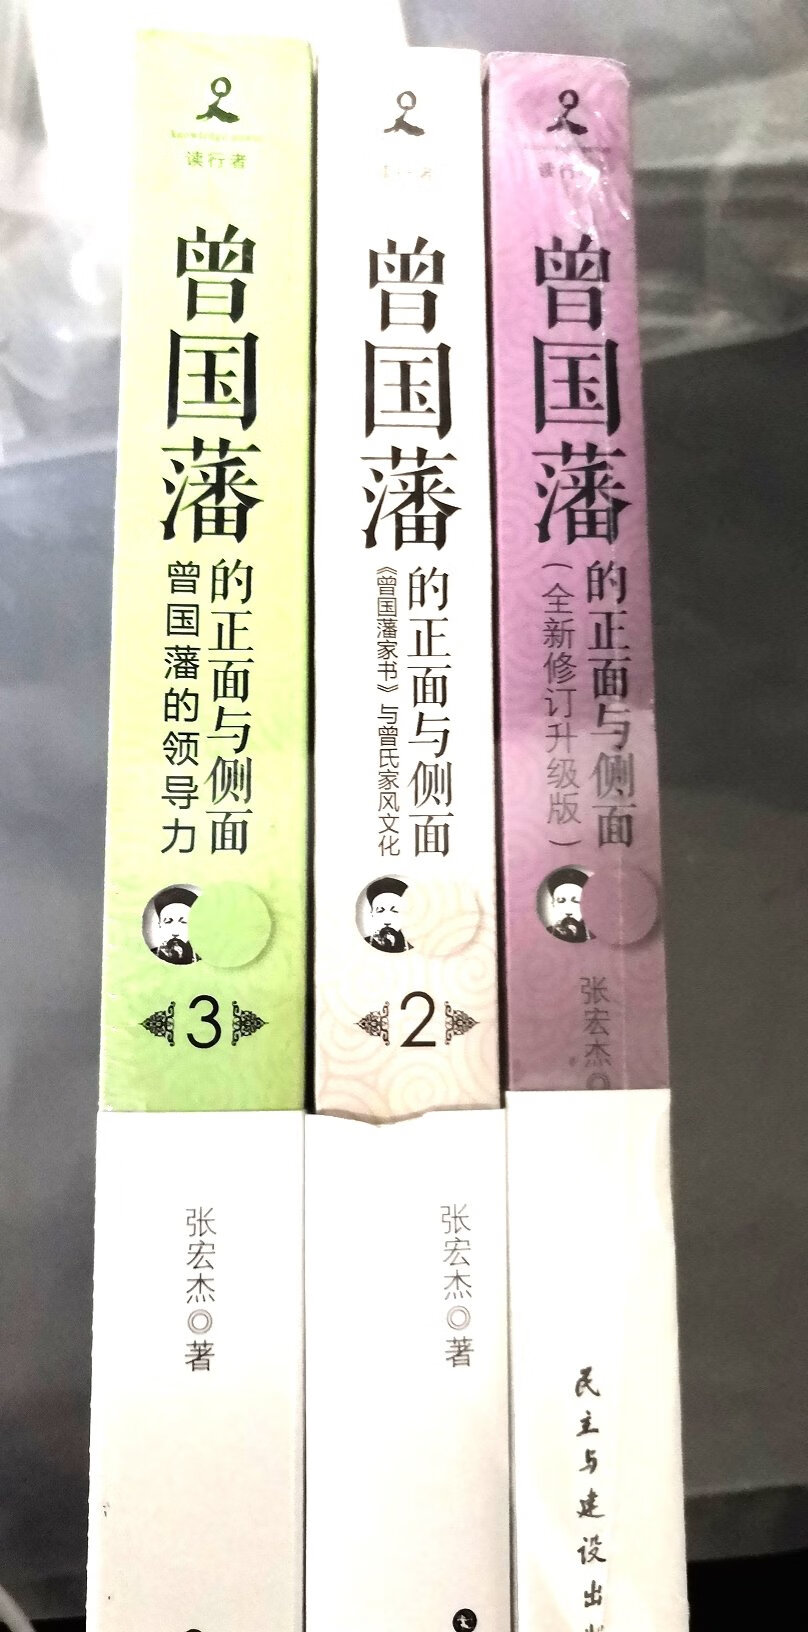 读行者
曾国藩
的正面与侧面
曾国藩的领导力
3
张宏杰◎著
曾国藩
的正面与侧面
《曾国藩家书》与曾氏家风文化
2
张宏杰◎著
读行
曾国藩
的正面与侧面
(全新修订升级版)
张宏杰◎
民主与建设出